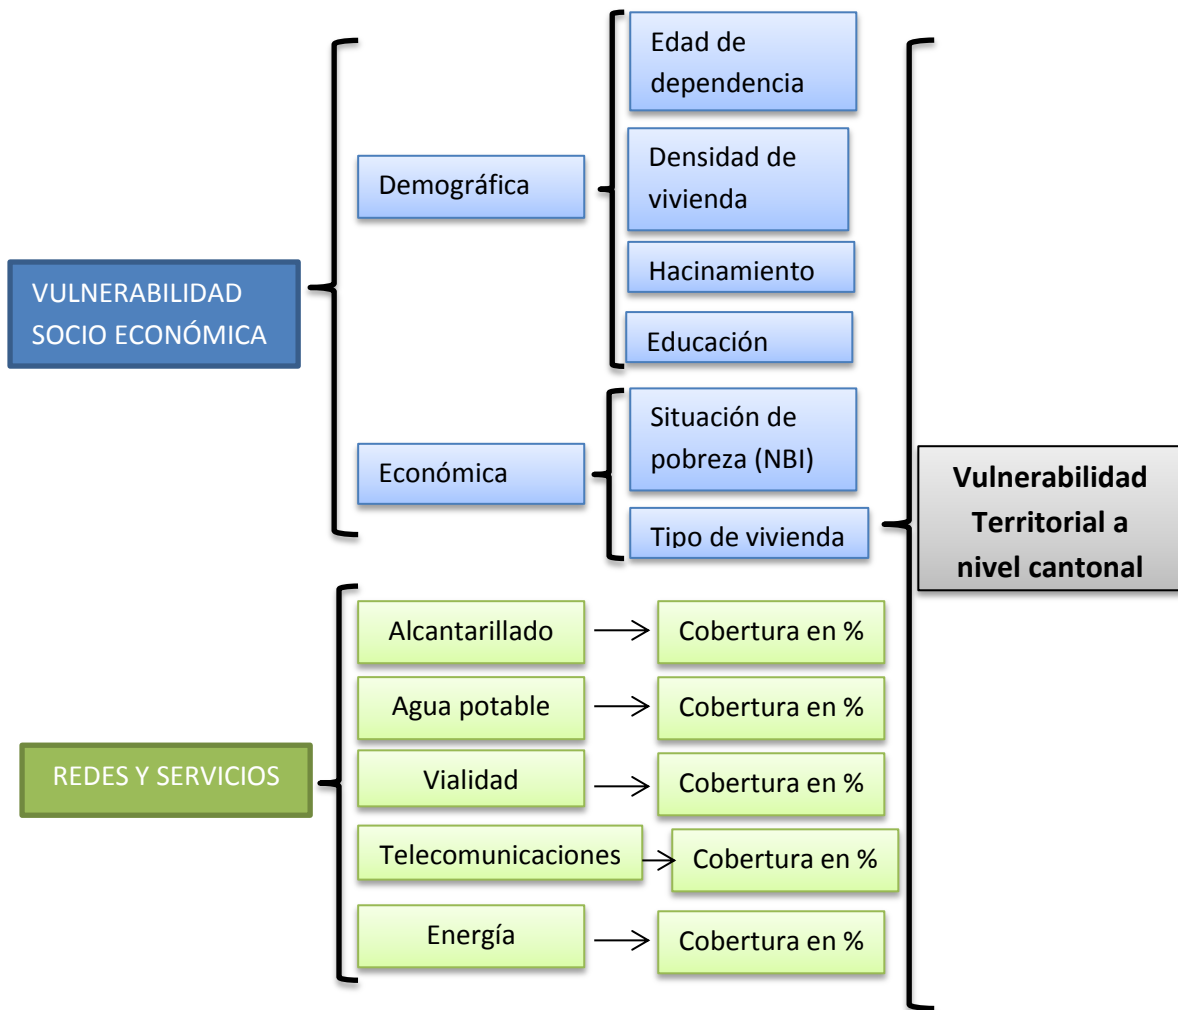 VULNERABILIDAD
SOCIO ECONÓMICA
Demográfica
Edad de
dependencia
Densidad de
vivienda
Hacinamiento
Educación
Económica
Situación de
pobreza (NBI)
Tipo de vivienda
REDES Y SERVICIOS
Alcantarillado
Cobertura en %
Agua potable
Cobertura en %
Vialidad
Cobertura en %
Telecomunicaciones
Cobertura en %
Energía
Cobertura en %
Vulnerabilidad
Territorial a
nivel cantonal